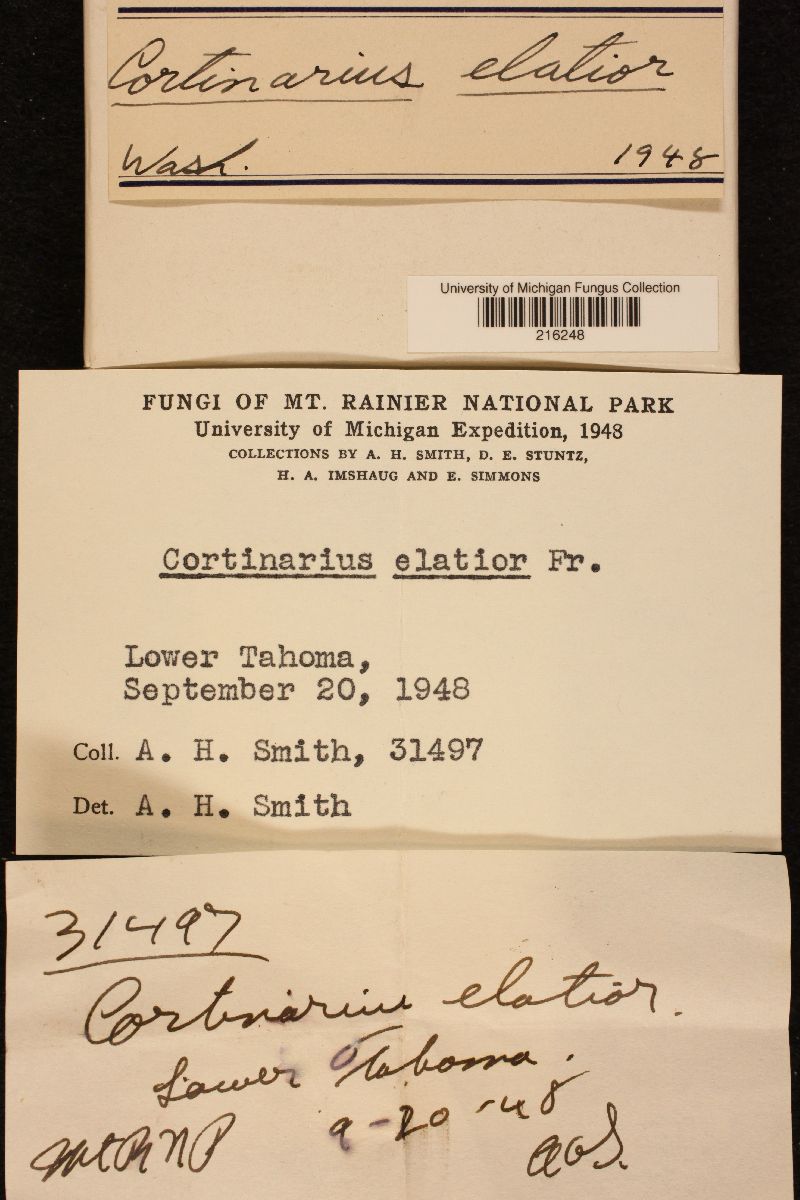 Cortinarius elatior
Wash. 1948
University of Michigan Fungus Collection
216248
FUNGI OF MT. RAINIER NATIONAL PARK
University of Michigan Expedition, 1948
COLLECTIONS BY A. H. SMITH, D. E. STUNTZ,
H. A. IMSHAUG AND E. SIMMONS
Cortinarius elatior Fr.
Lower Tahoma,
September 20, 1948
Coll. A. H. Smith, 31497
Det. A. H. Smith
31497
Cortinarius elatior.
Lower Tahoma.
9-20-48
Mt R N P